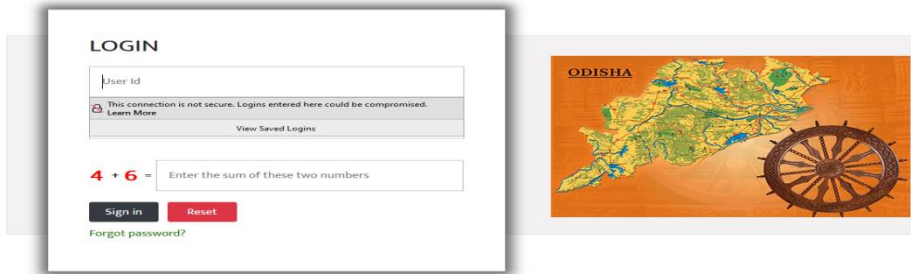 LOGIN
User Id
This connection is not secure. Logins entered here could be compromised.
Learn More
View Saved Logins
4 + 6 = Enter the sum of these two numbers
Sign in Reset
Forgot password?
ODISHA